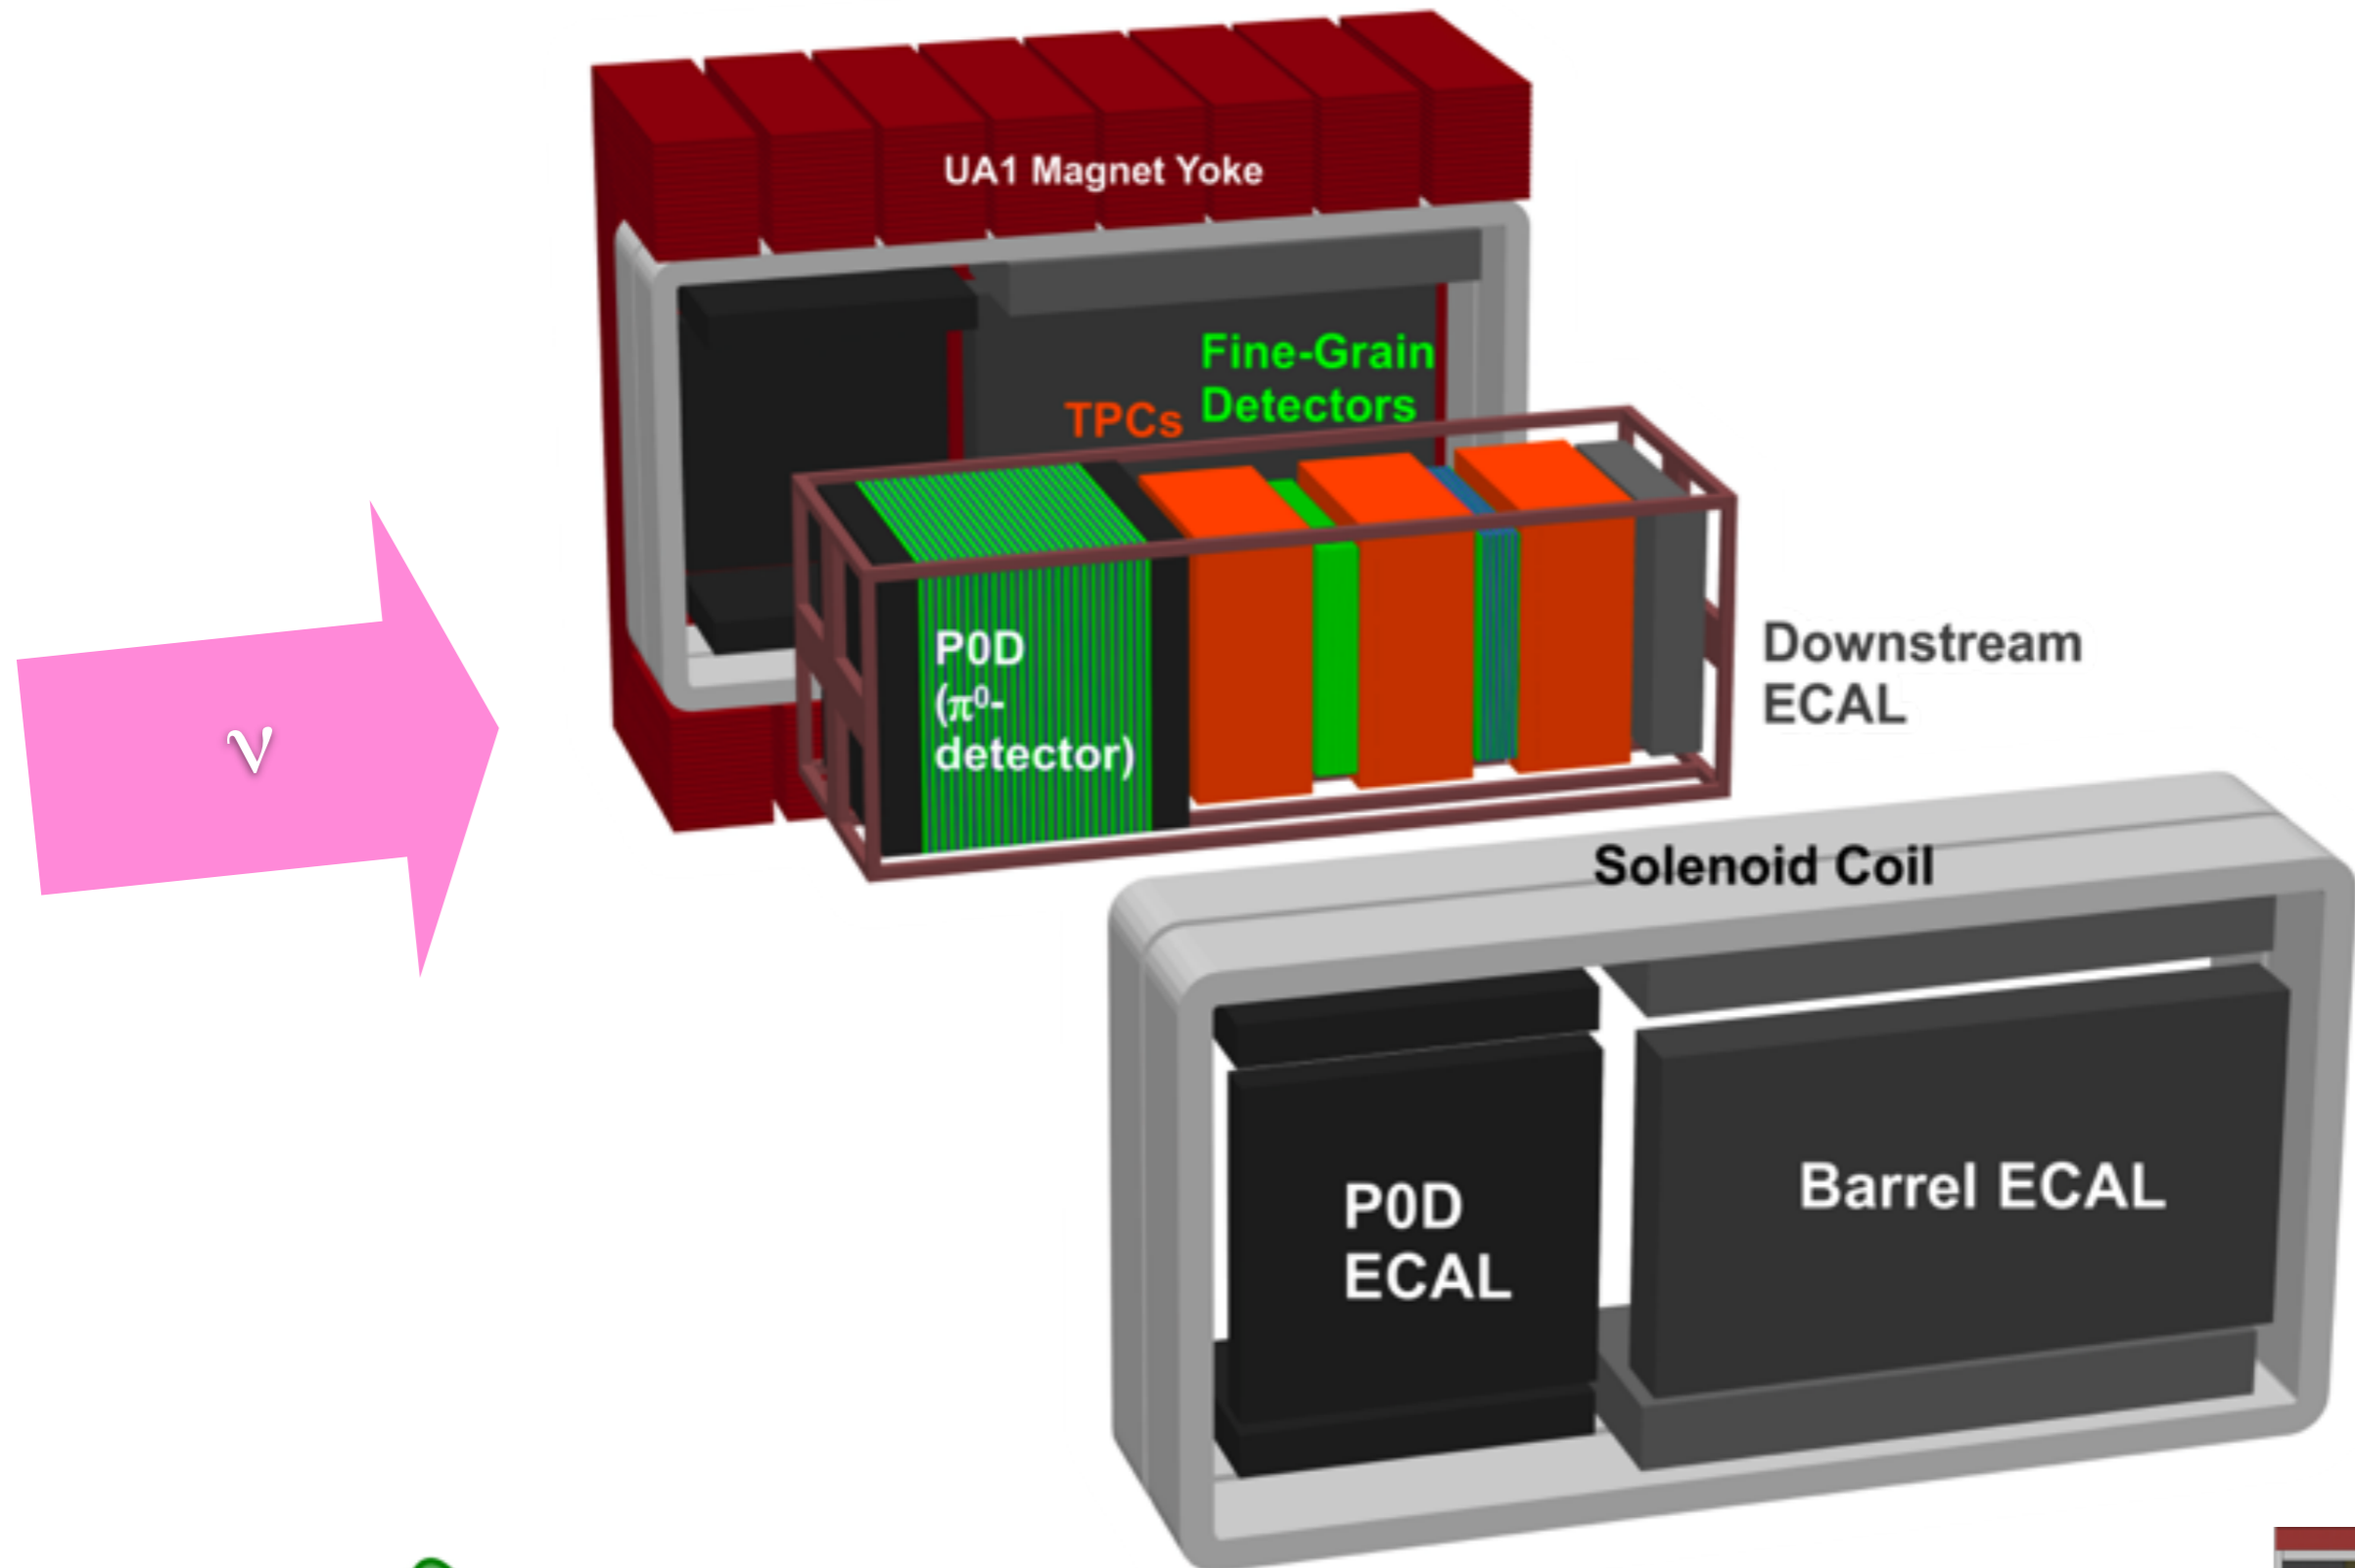 UA1 Magnet Yoke
Fine-Grain
Detectors
TPCs
P0D
(π⁰-
detector)
ν
Downstream
ECAL
Solenoid Coil
P0D
ECAL
Barrel ECAL